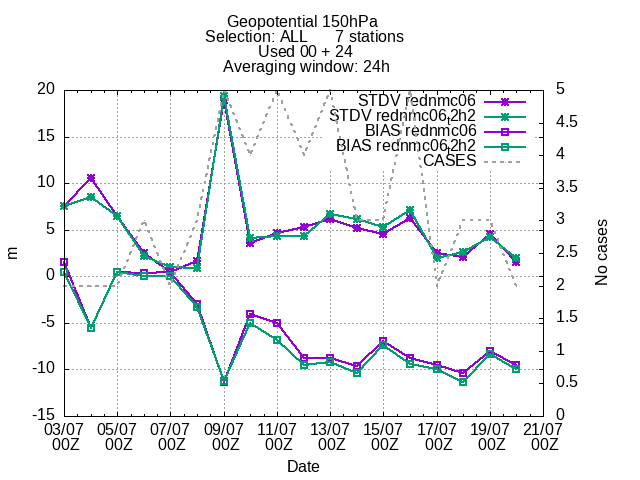 Geopotential 150hPa
Selection: ALL 7 stations
Used 00 + 24
Averaging window: 24h
STDV rednmc06
STDV rednmc06,2h2
BIAS rednmc06
BIAS rednmc06,2h2
CASES
20
15
10
5
0
-5
-10
-15
m
5
4.5
4
3.5
3
2.5
2
1.5
1
0.5
0
No cases
03/07 05/07 07/07 09/07 11/07 13/07 15/07 17/07 19/07 21/07
00Z 00Z 00Z 00Z 00Z 00Z 00Z 00Z 00Z 00Z
Date